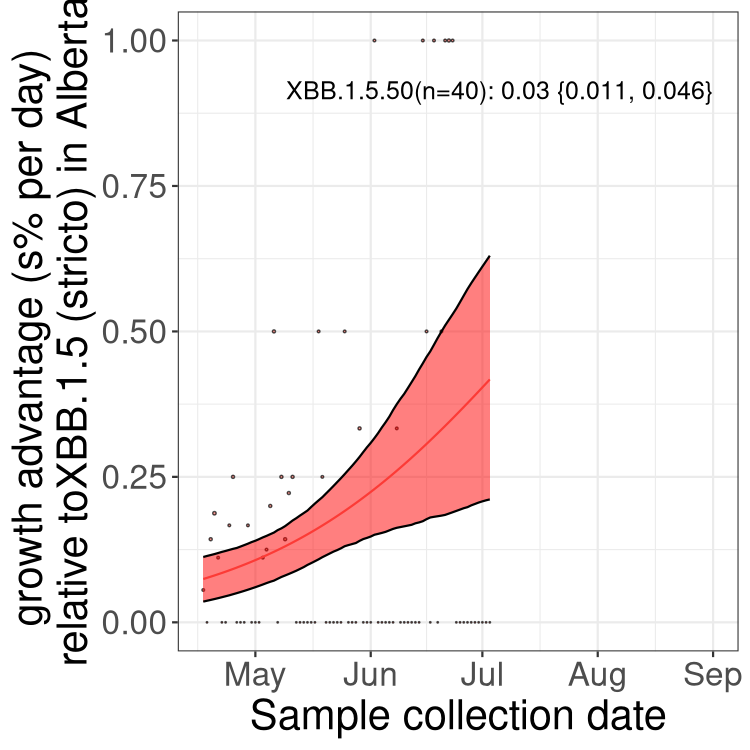 growth advantage (s% per day)
relative toXBB.1.5 (stricto) in Alberta
1.00
0.75
0.50
0.25
0.00
XBB.1.5.50(n=40): 0.03 {0.011, 0.046}
May Jun Jul Aug Sep
Sample collection date